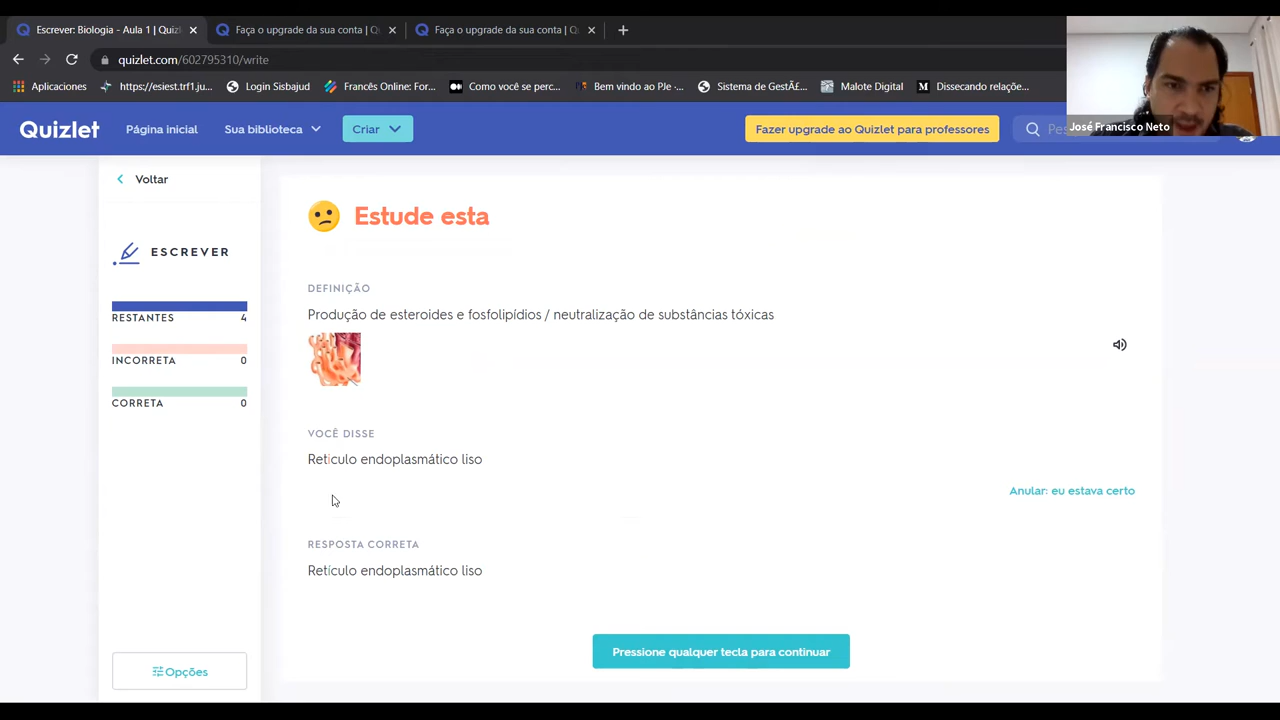 Escrever: Biologia - Aula 1 | Quiz
Faça o upgrade da sua conta | Q
Faça o upgrade da sua conta | Q
quizlet.com/602795310/write
Aplicaciones
https://esiest.trf1.ju...
Login Sisbajud
Francês Online: For...
Como você se perc...
Bem vindo ao PJe ·...
Sistema de GestÃ£...
Malote Digital
Dissecando relaçõe...
José Francisco Neto
Quizlet
Página inicial
Sua biblioteca
Criar
Fazer upgrade ao Quizlet para professores
Voltar
ESCREVER
RESTANTES 4
INCORRETA 0
CORRETA 0
Opções
Estude esta
DEFINIÇÃO
Produção de esteroides e fosfolipídios / neutralização de substâncias tóxicas
VOCÊ DISSE
Reticulo endoplasmático liso
Anular: eu estava certo
RESPOSTA CORRETA
Retículo endoplasmático liso
Pressione qualquer tecla para continuar